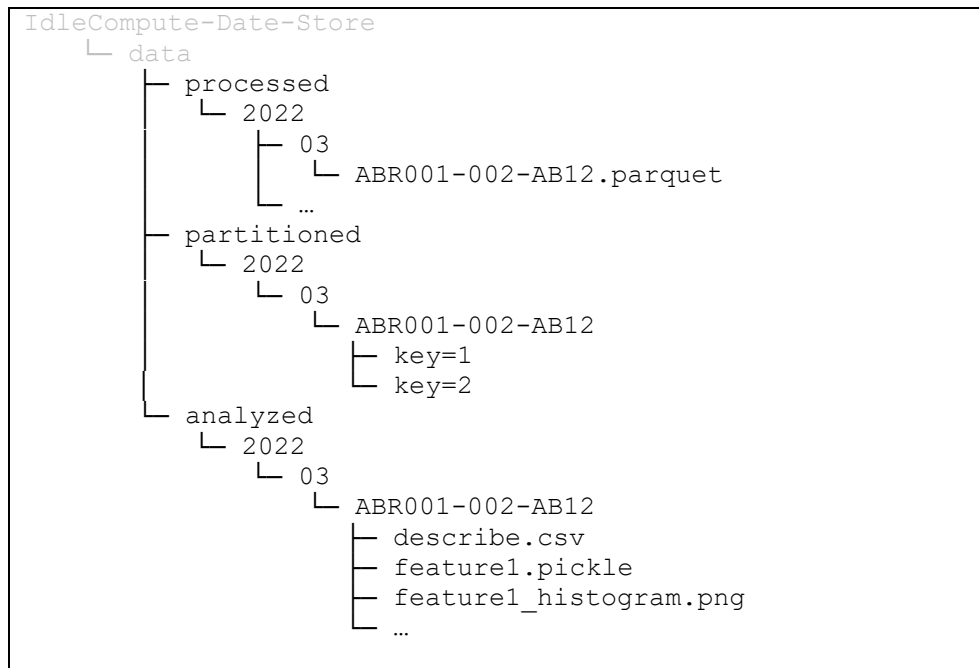 IdleCompute-Date-Store
└─ data
├─ processed
│ └─ 2022
│ ├─ 03
│ │ └─ ABR001-002-AB12.parquet
│ └─ …
├─ partitioned
│ └─ 2022
│ └─ 03
│ └─ ABR001-002-AB12
│ ├─ key=1
│ └─ key=2
└─ analyzed
└─ 2022
└─ 03
└─ ABR001-002-AB12
├─ describe.csv
├─ feature1.pickle
├─ feature1_histogram.png
└─ …